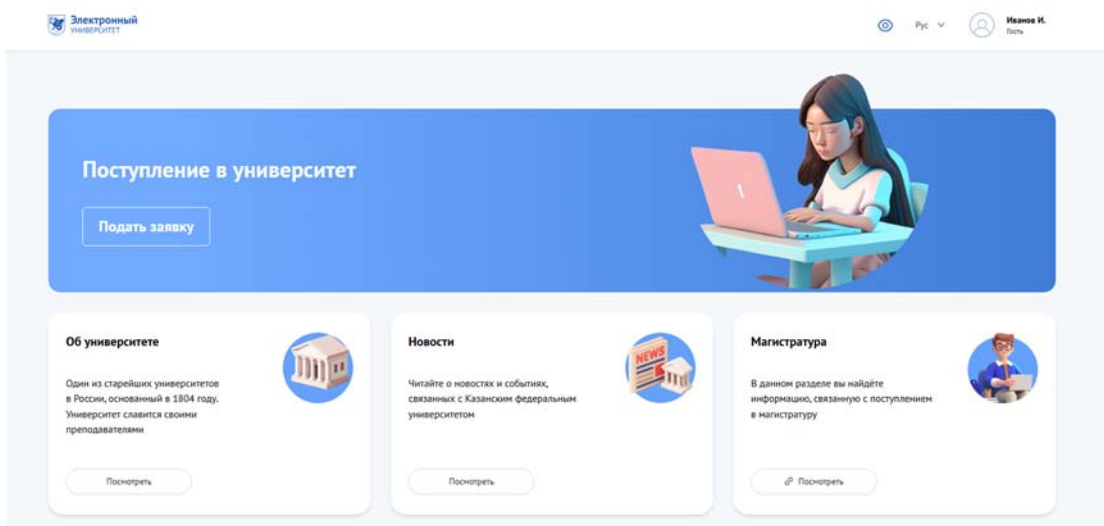 Электронный
УНИВЕРСИТЕТ
Рус
Иванов И.
Гость
Поступление в университет
Подать заявку
Об университете
Один из старейших университетов
в России, основанный в 1804 году.
Университет славится своими
преподавателями
Посмотреть
Новости
NEWS
Читайте о новостях и событиях,
связанных с Казанским федеральным
университетом
Посмотреть
Магистратура
В данном разделе вы найдёте
информацию, связанную с поступлением
в магистратуру
Посмотреть